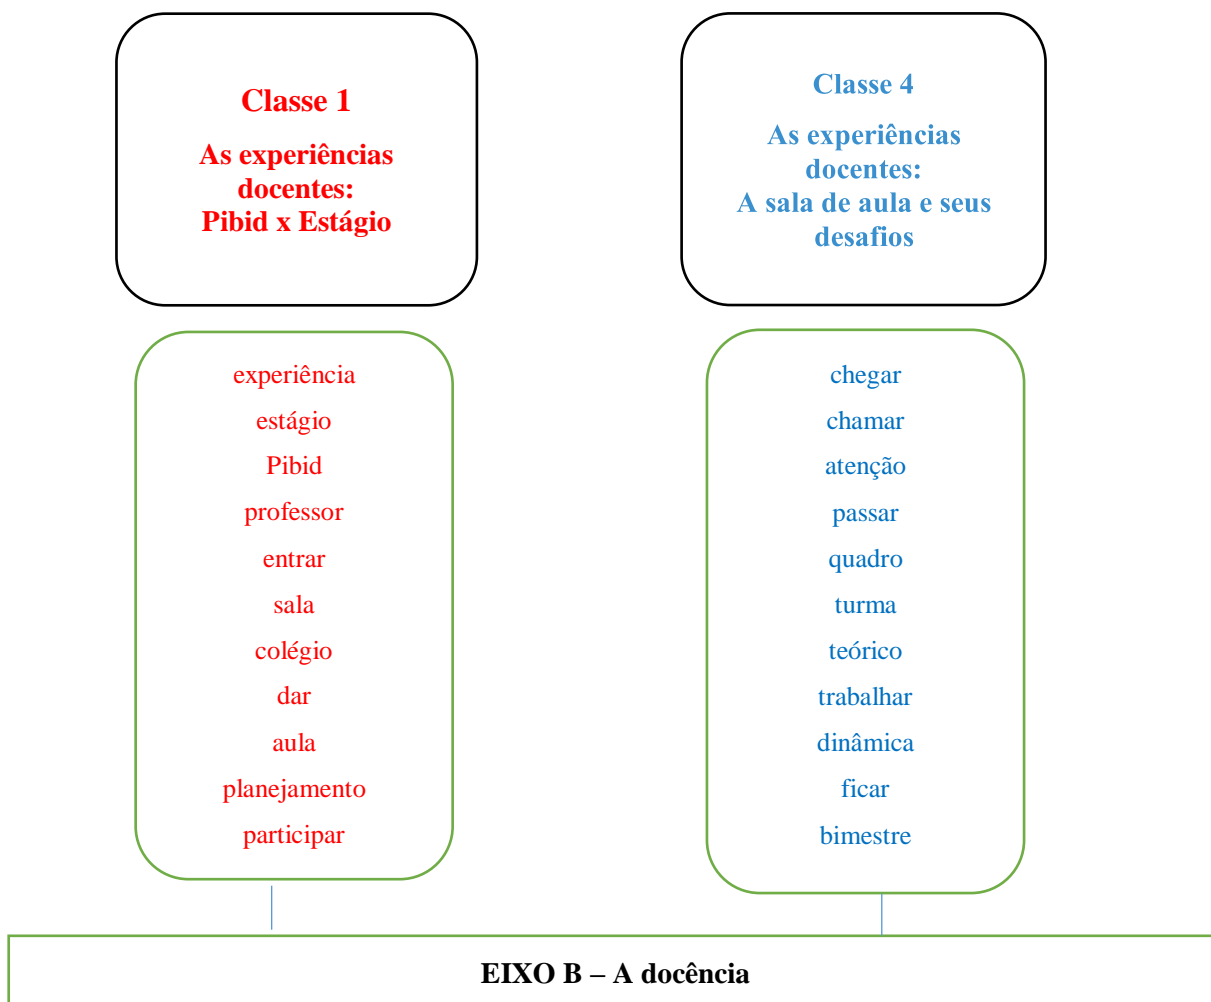 Classe 1
As experiências
docentes:
Pibid x Estágio
experiência
estágio
Pibid
professor
entrar
sala
colégio
dar
aula
planejamento
participar
Classe 4
As experiências
docentes:
A sala de aula e seus
desafios
chegar
chamar
atenção
passar
quadro
turma
teórico
trabalhar
dinâmica
ficar
bimestre
EIXO B – A docência